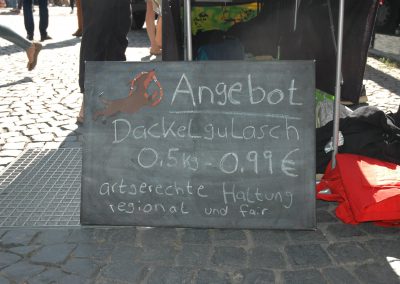 Angebot
Dackelgulasch
0,5kg - 0.99 €
artgerechte Haltung
regional und fair